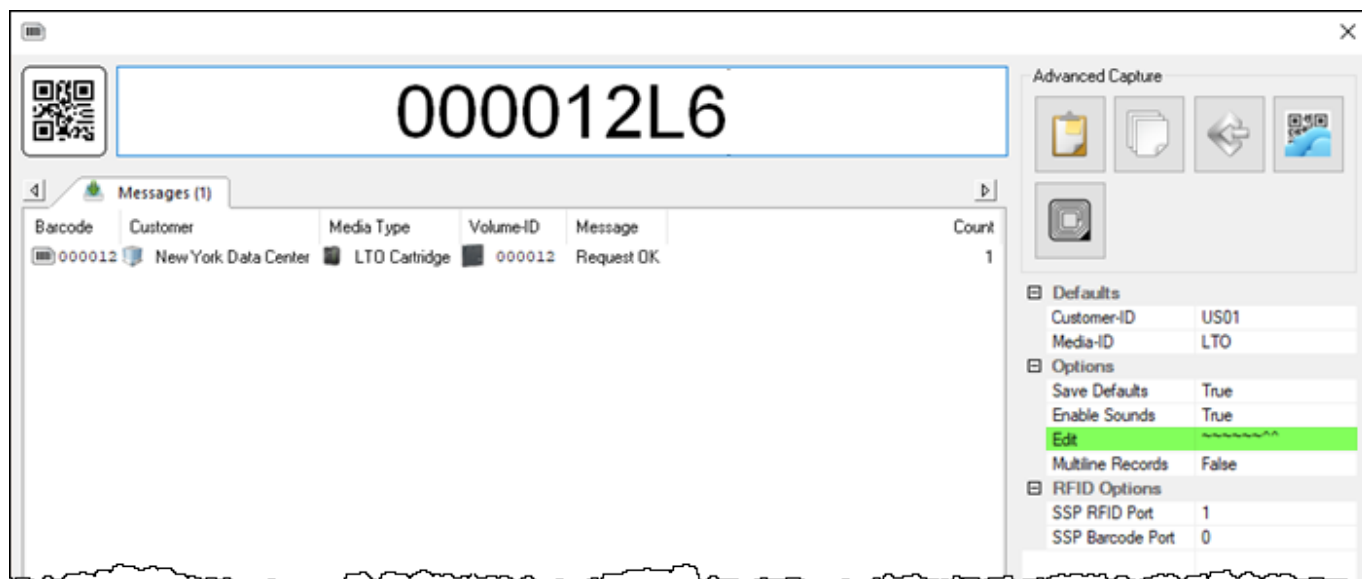 000012L6
Messages (1)
Barcode Customer Media Type Volume-ID Message Count
000012 New York Data Center LTO Cartridge 000012 Request OK 1
Advanced Capture
Defaults
Customer-ID US01
Media-ID LTO
Options
Save Defaults True
Enable Sounds True
Edit ~~~~~~^^
Multiline Records False
RFID Options
SSP RFID Port 1
SSP Barcode Port 0